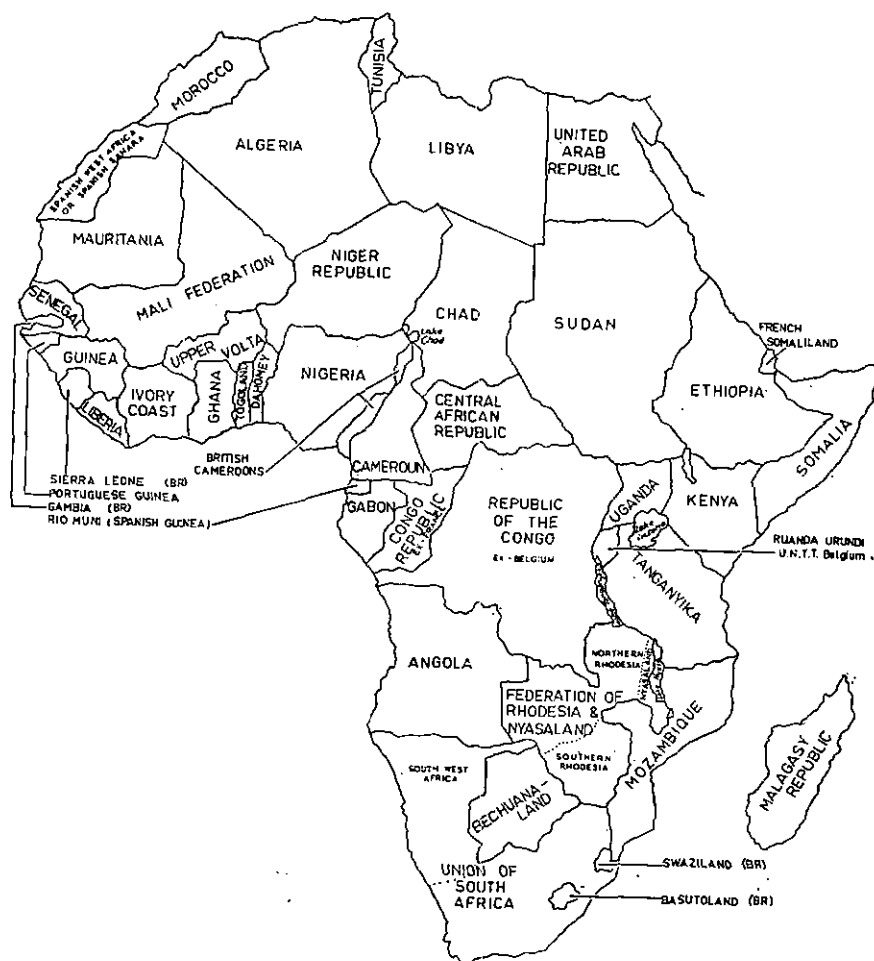 MOROCCO
TUNISIA
ALGERIA
LIBYA
UNITED
ARAB
REPUBLIC
SPANISH WEST AFRICA
OR SPANISH SAHARA
MAURITANIA
MALI FEDERATION
NIGER
REPUBLIC
CHAD
SUDAN
SENEGAL
GUINEA
UPPER VOLTA
Lake
Chad
FRENCH
SOMALILAND
ETHIOPIA
LIBERIA
IVORY
COAST
GHANA
TOGOLAND
DAHOMEY
NIGERIA
CENTRAL
AFRICAN
REPUBLIC
SOMALIA
BRITISH
CAMEROONS
CAMEROUN
SIERRA LEONE (BR)
PORTUGUESE GUINEA
GAMBIA (BR)
RIO MUNI (SPANISH GUINEA)
GABON
CONGO
REPUBLIC
REPUBLIC
OF THE
CONGO
Ex-BELGIUM
UGANDA
KENYA
Lake
RUANDA URUNDI
U.N.T.T. Belgium.
TANGANYIKA
ANGOLA
NORTHERN
RHODESIA
NYASALAND
FEDERATION OF
RHODESIA &
NYASALAND
MOZAMBIQUE
SOUTH WEST
AFRICA
SOUTHERN
RHODESIA
BECHUANA-
LAND
MALAGASY
REPUBLIC
UNION OF
SOUTH
AFRICA
SWAZILAND (BR)
BASUTOLAND (BR)